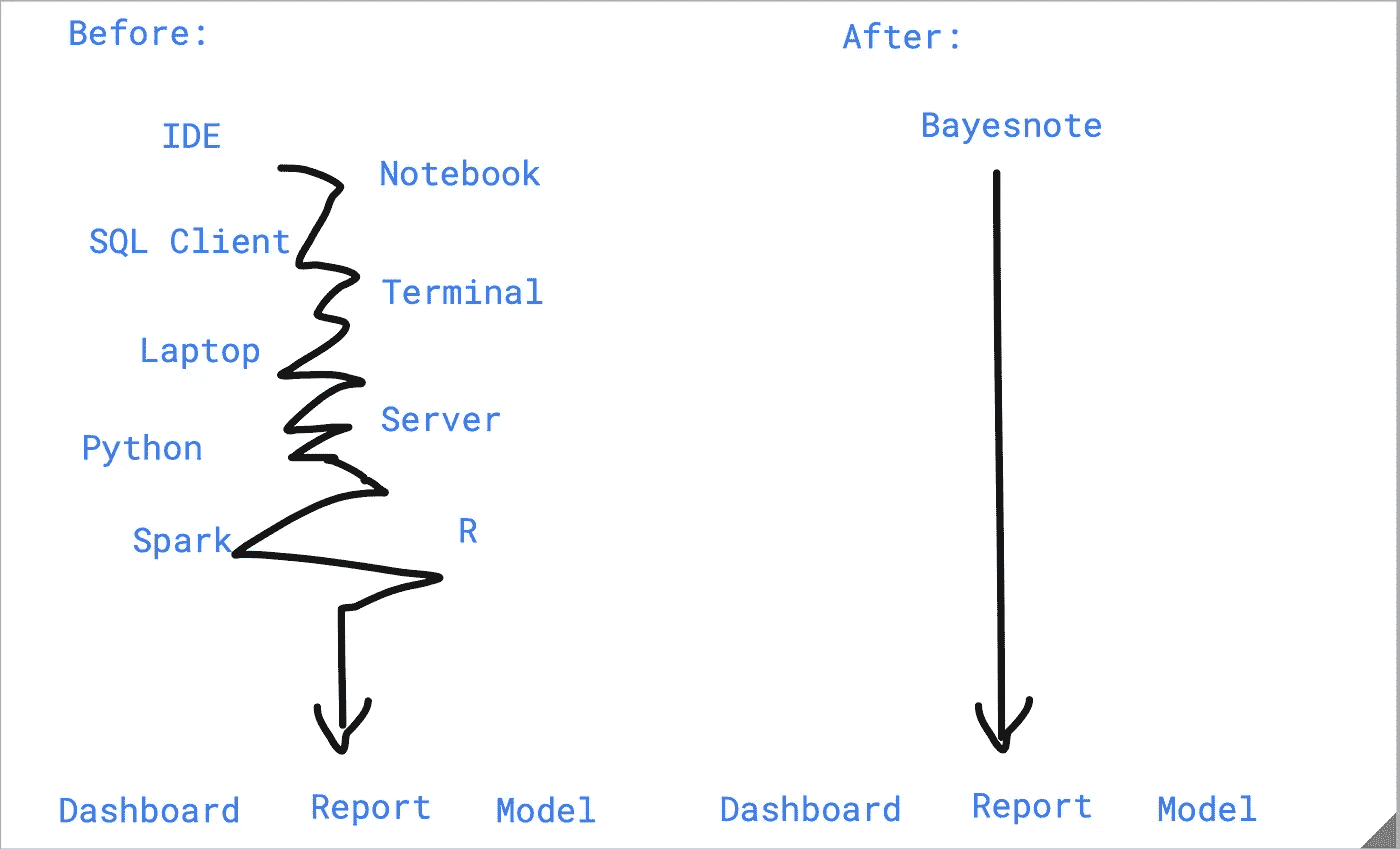 Before:
IDE
Notebook
SQL Client
Terminal
Laptop
Server
Python
R
Spark
Dashboard
Report
Model
After:
Bayesnote
Dashboard
Report
Model